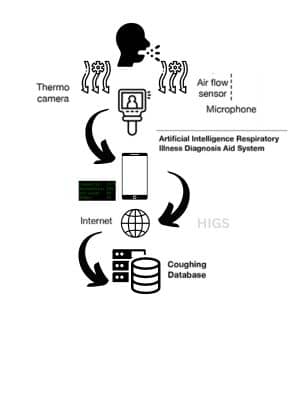 Thermo
camera
Air flow
sensor
Microphone
Artificial Intelligence Respiratory
Illness Diagnosis Aid System
Internet
HIGS
Coughing
Database